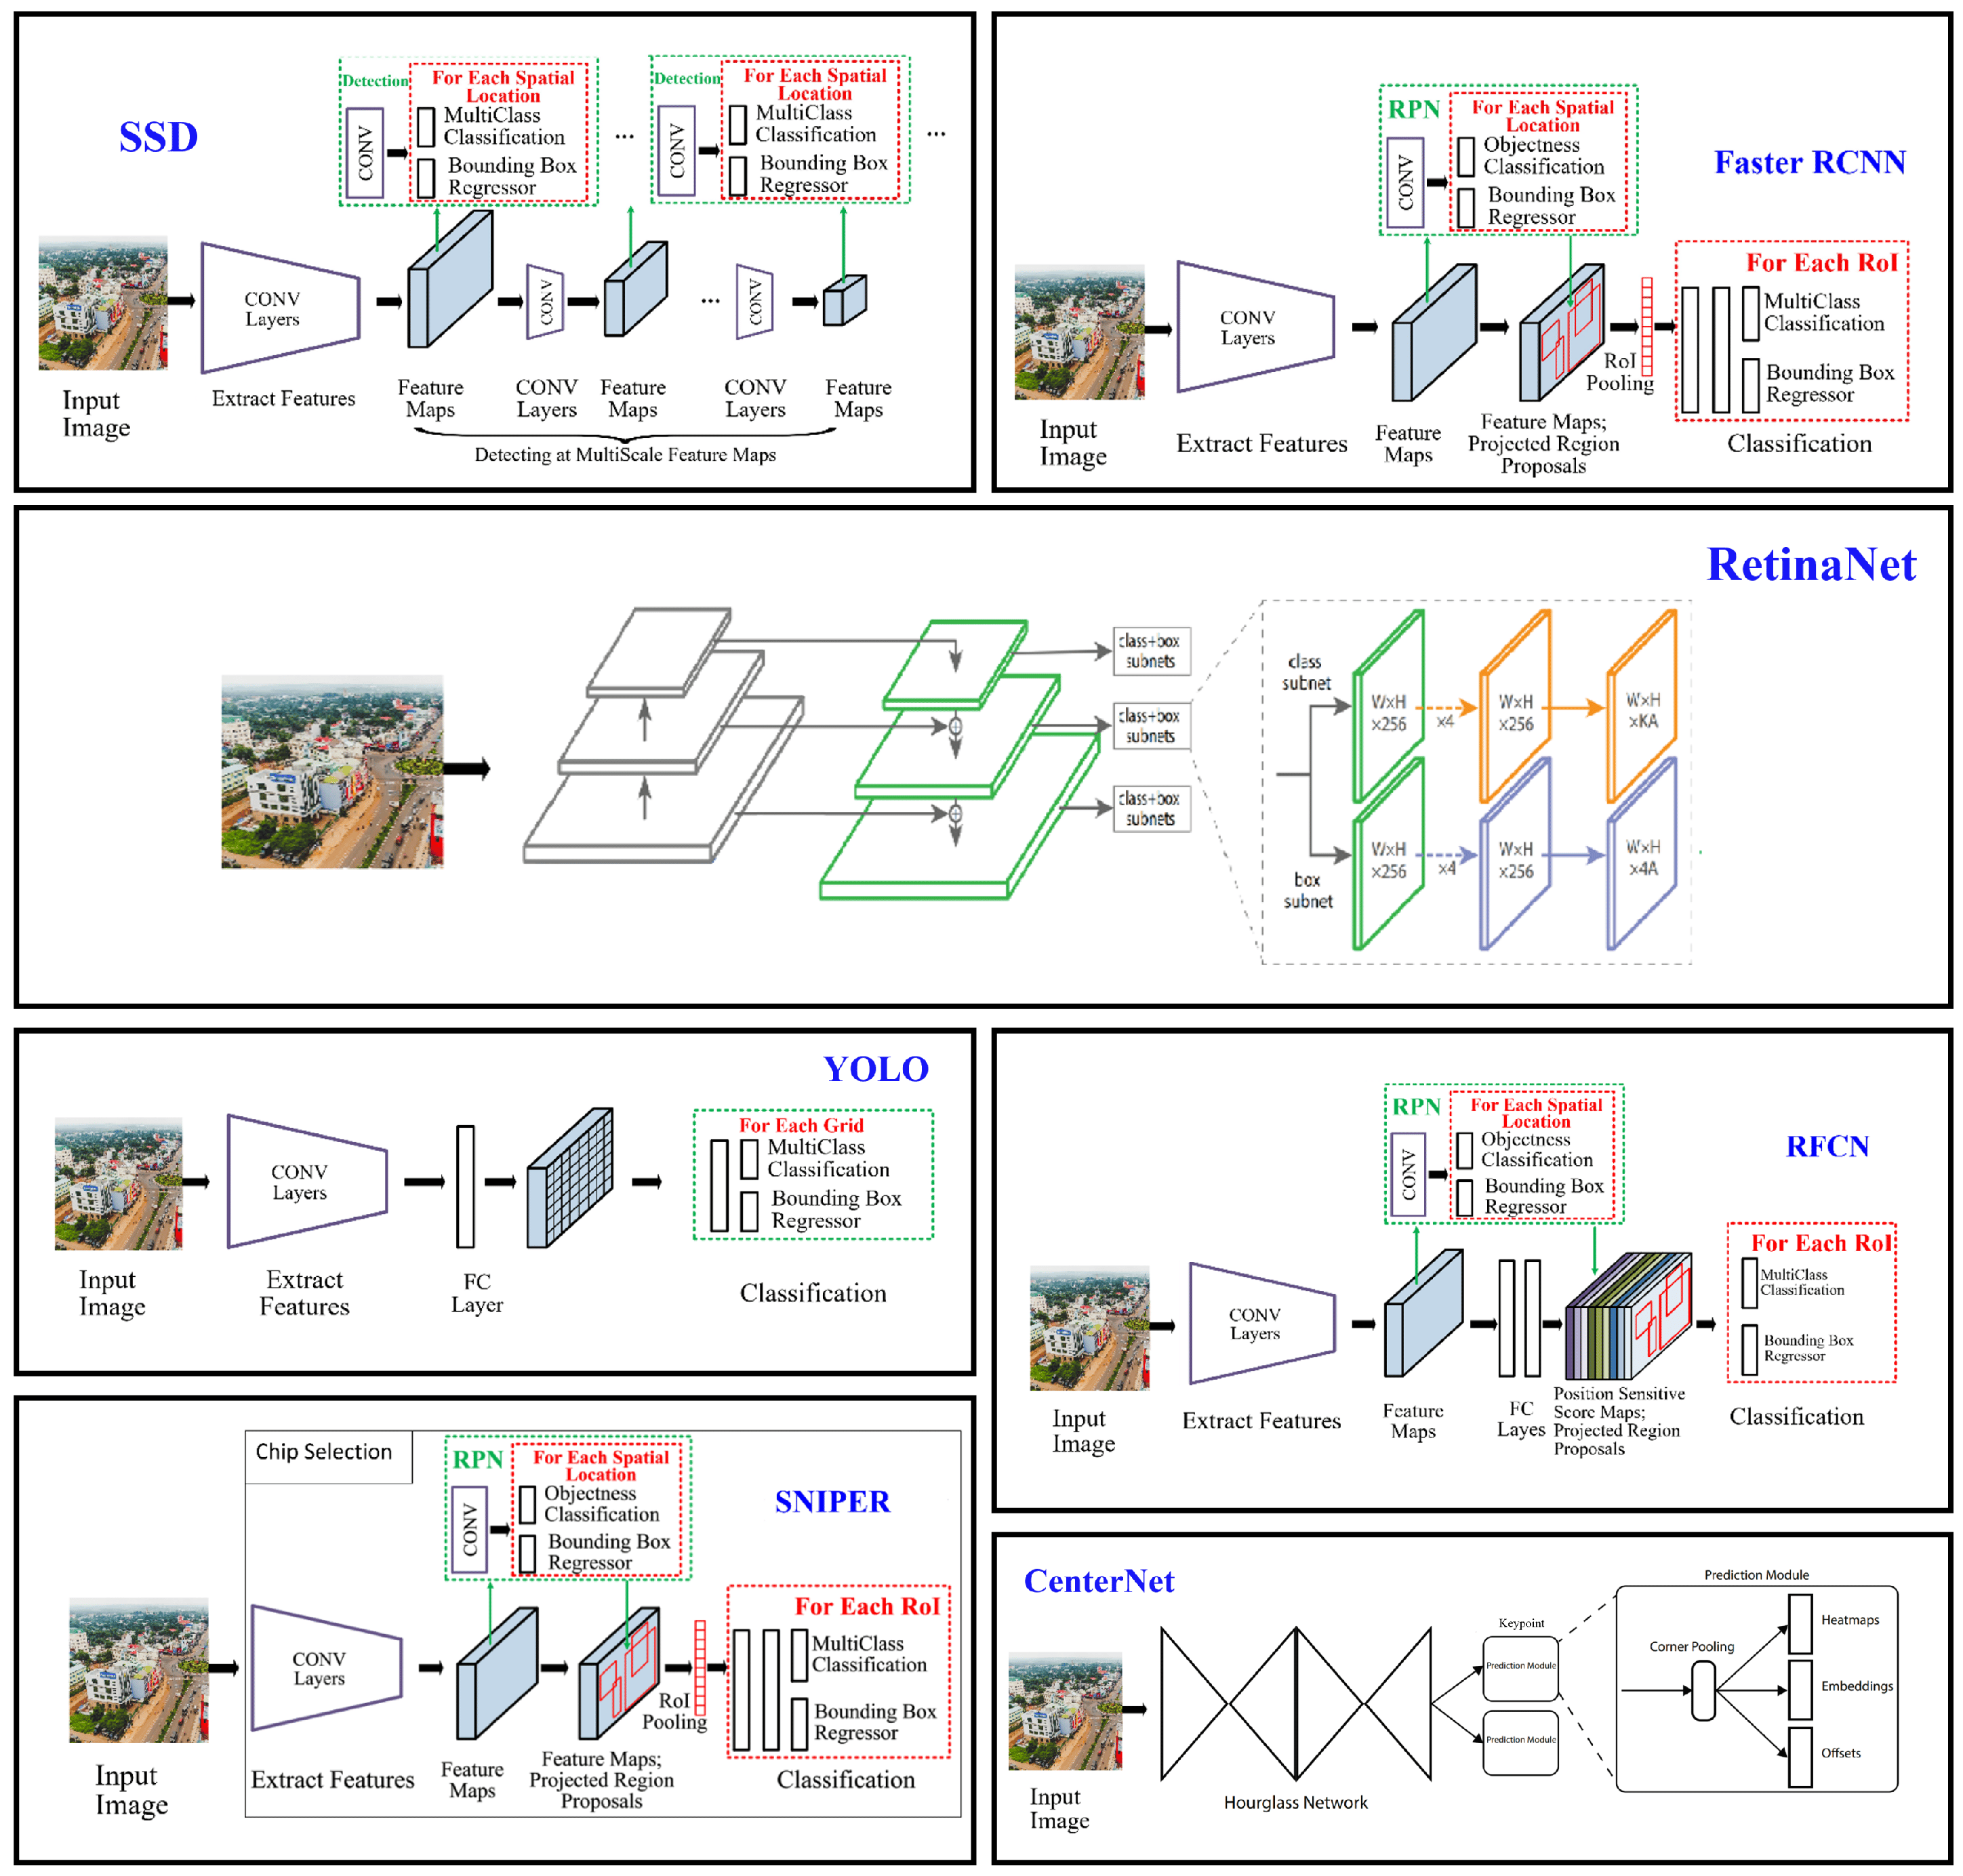 SSD
Detection
For Each Spatial
Location
CONV
MultiClass
Classification
Bounding Box
Regressor
...
Detection
For Each Spatial
Location
CONV
MultiClass
Classification
Bounding Box
Regressor
...
CONV
Layers
CONV
...
CONV
Input
Image
Extract Features
Feature
Maps
CONV
Layers
Feature
Maps
CONV
Layers
Feature
Maps
Detecting at MultiScale Feature Maps
Faster RCNN
RPN
For Each Spatial
Location
CONV
Objectness
Classification
Bounding Box
Regressor
CONV
Layers
RoI
Pooling
For Each RoI
MultiClass
Classification
Bounding Box
Regressor
Input
Image
Extract Features
Feature
Maps
Feature Maps;
Projected Region
Proposals
Classification
RetinaNet
class+box
subnets
class+box
subnets
class+box
subnets
class
subnet
W×H
×256
×4
W×H
×256
W×H
×KA
box
subnet
W×H
×256
×4
W×H
×256
W×H
×4A
YOLO
CONV
Layers
For Each Grid
MultiClass
Classification
Bounding Box
Regressor
Input
Image
Extract
Features
FC
Layer
Classification
RFCN
RPN
For Each Spatial
Location
CONV
Objectness
Classification
Bounding Box
Regressor
CONV
Layers
For Each RoI
MultiClass
Classification
Bounding Box
Regressor
Input
Image
Extract Features
Feature
Maps
FC
Layes
Position Sensitive
Score Maps;
Projected Region
Proposals
Classification
Chip Selection
SNIPER
RPN
For Each Spatial
Location
CONV
Objectness
Classification
Bounding Box
Regressor
CONV
Layers
RoI
Pooling
For Each RoI
MultiClass
Classification
Bounding Box
Regressor
Input
Image
Extract Features
Feature
Maps
Feature Maps;
Projected Region
Proposals
Classification
CenterNet
Input
Image
Hourglass Network
Keypoint
Prediction Module
Prediction Module
Prediction Module
Corner Pooling
Heatmaps
Embeddings
Offsets